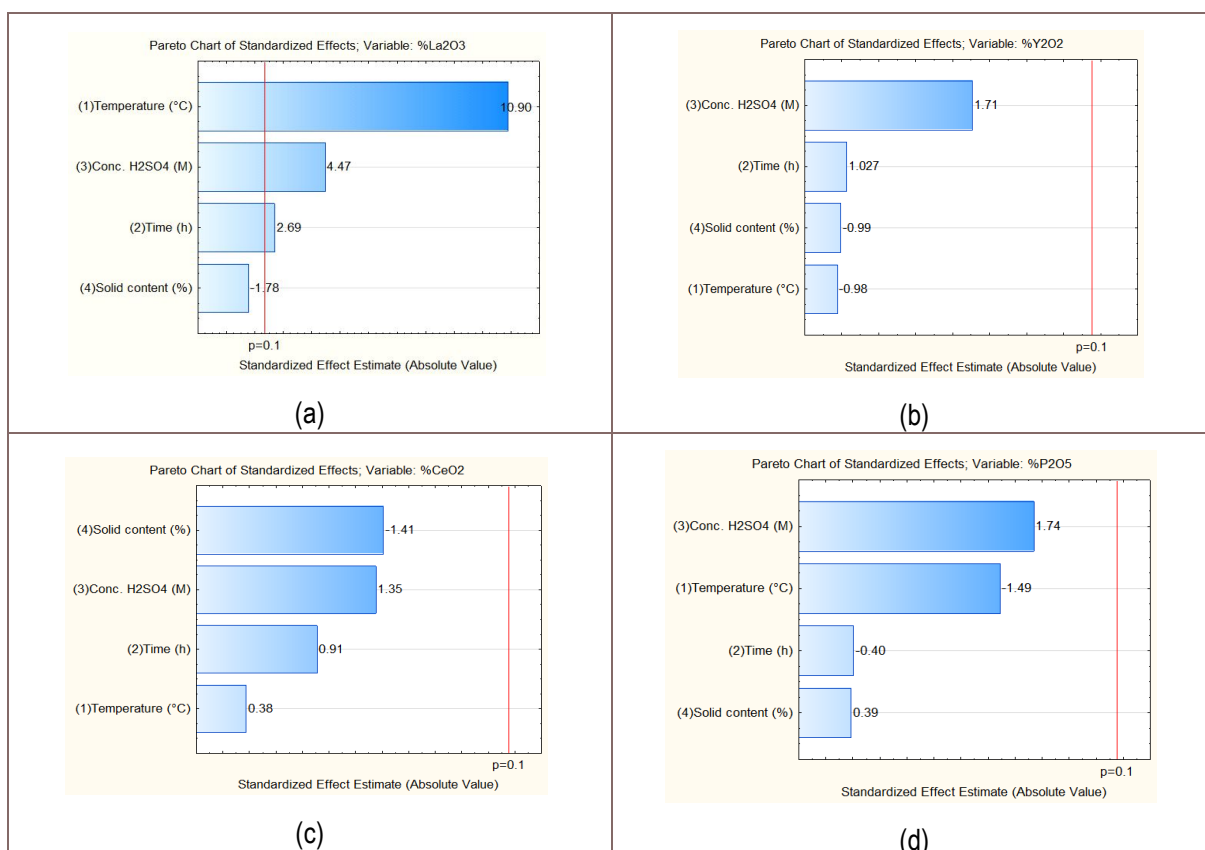 Pareto Chart of Standardized Effects; Variable: %La2O3
(1)Temperature (°C)
10.90
(3)Conc. H2SO4 (M)
4.47
(2)Time (h)
2.69
(4)Solid content (%)
-1.78
p=0.1
Standardized Effect Estimate (Absolute Value)
(a)
Pareto Chart of Standardized Effects; Variable: %Y2O2
(3)Conc. H2SO4 (M)
1.71
(2)Time (h)
1.027
(4)Solid content (%)
-0.99
(1)Temperature (°C)
-0.98
p=0.1
Standardized Effect Estimate (Absolute Value)
(b)
Pareto Chart of Standardized Effects; Variable: %CeO2
(4)Solid content (%)
-1.41
(3)Conc. H2SO4 (M)
1.35
(2)Time (h)
0.91
(1)Temperature (°C)
0.38
p=0.1
Standardized Effect Estimate (Absolute Value)
(c)
Pareto Chart of Standardized Effects; Variable: %P2O5
(3)Conc. H2SO4 (M)
1.74
(1)Temperature (°C)
-1.49
(2)Time (h)
-0.40
(4)Solid content (%)
0.39
p=0.1
Standardized Effect Estimate (Absolute Value)
(d)